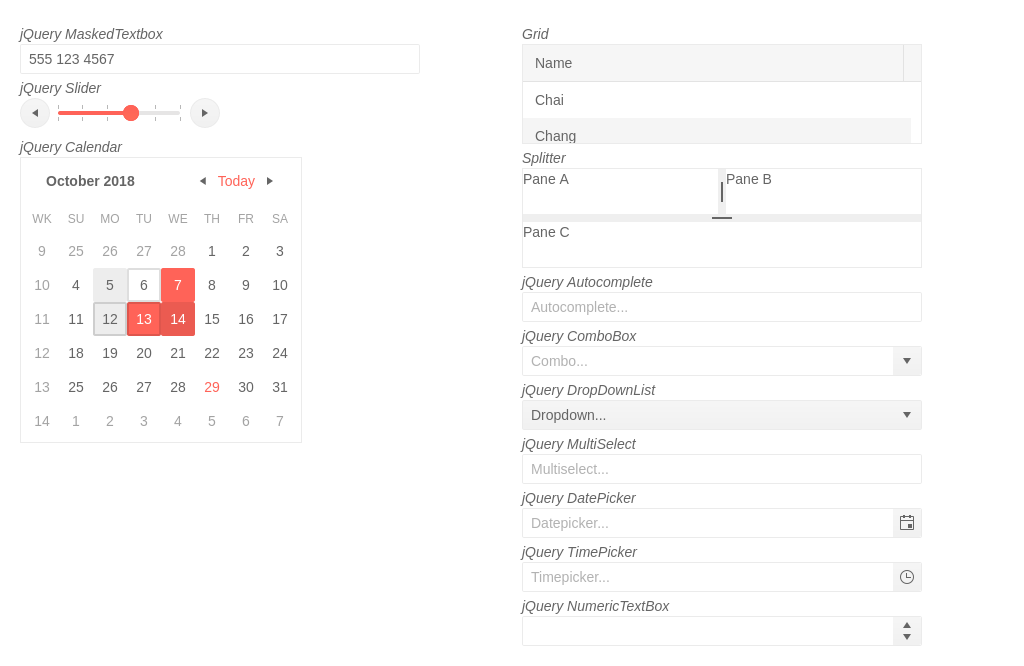 jQuery MaskedTextbox
555 123 4567
jQuery Slider
jQuery Calendar
October 2018 Today
WK SU MO TU WE TH FR SA
9 25 26 27 28 1 2 3
10 4 5 6 7 8 9 10
11 11 12 13 14 15 16 17
12 18 19 20 21 22 23 24
13 25 26 27 28 29 30 31
14 1 2 3 4 5 6 7
Grid
Name
Chai
Chang
Splitter
Pane A Pane B
Pane C
jQuery Autocomplete
Autocomplete...
jQuery ComboBox
Combo...
jQuery DropDownList
Dropdown...
jQuery MultiSelect
Multiselect...
jQuery DatePicker
Datepicker...
jQuery TimePicker
Timepicker...
jQuery NumericTextBox